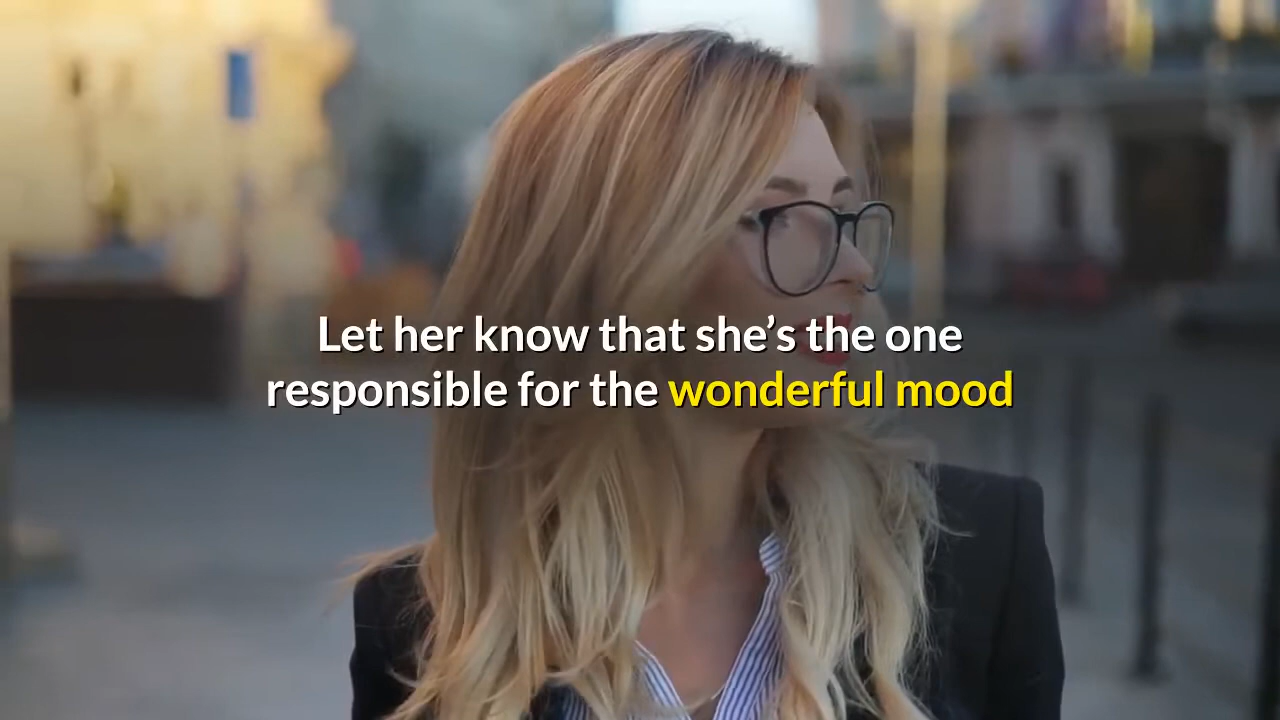 Let her know that she’s the one
responsible for the wonderful mood